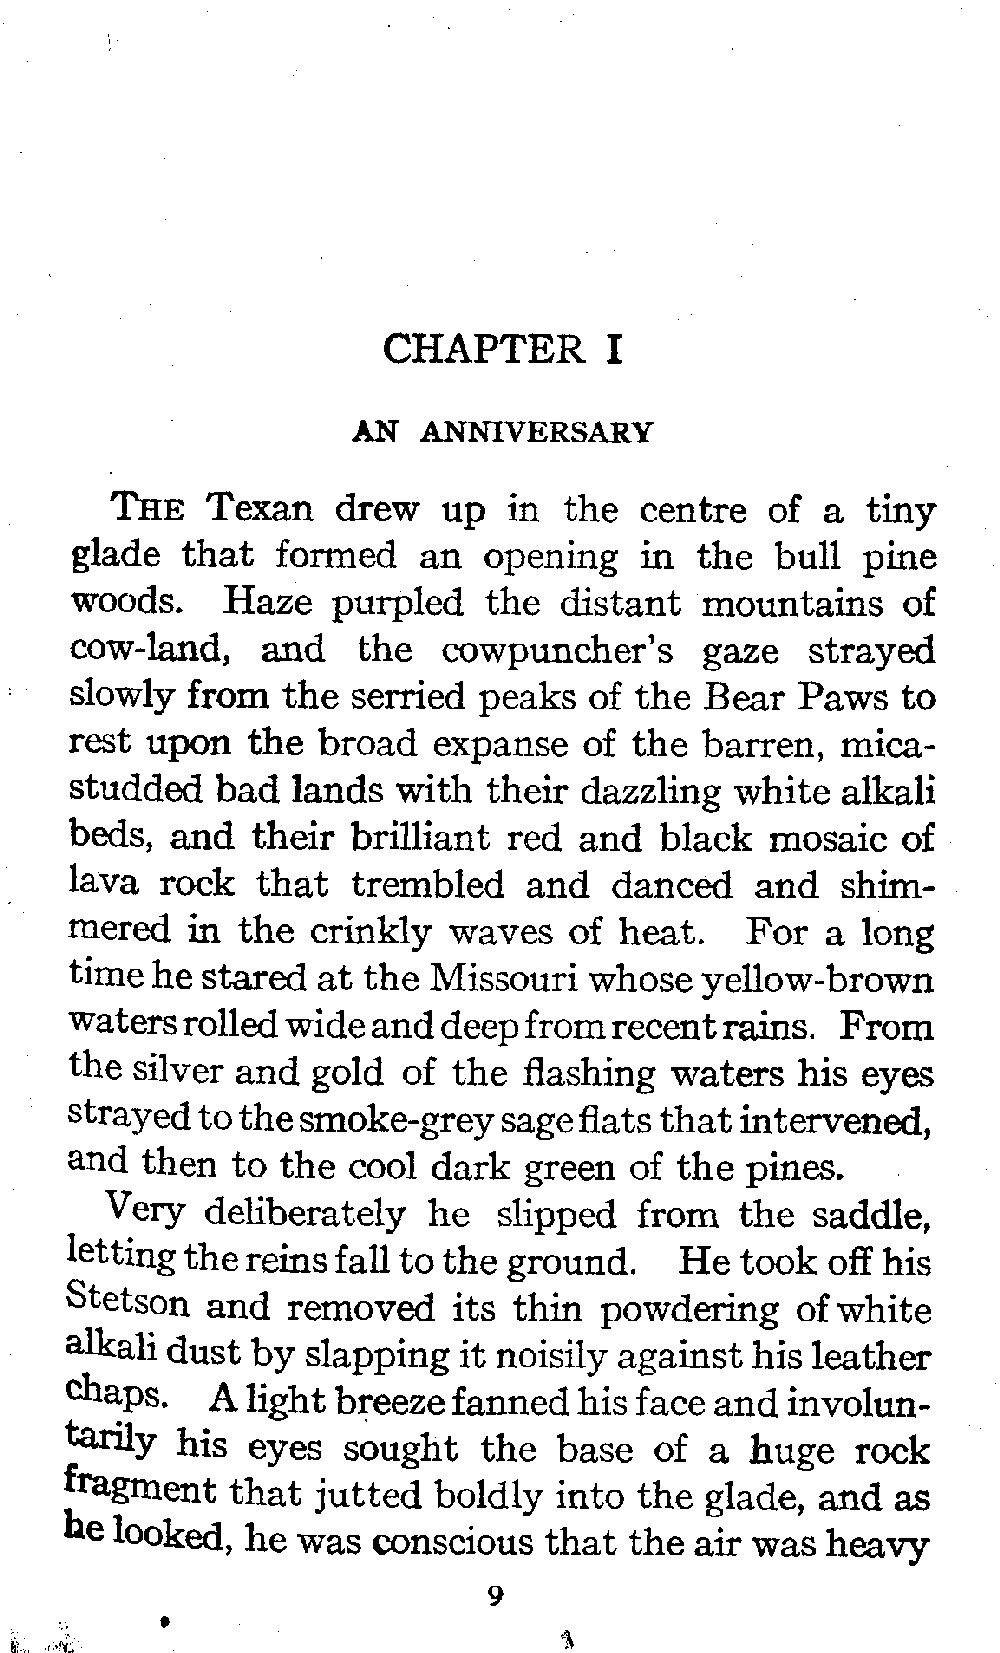 CHAPTER I
AN ANNIVERSARY
THE Texan drew up in the centre of a tiny
glade that formed an opening in the bull pine
woods. Haze purpled the distant mountains of
cow-land, and the cowpuncher's gaze strayed
slowly from the serried peaks of the Bear Paws to
rest upon the broad expanse of the barren, mica-
studded bad lands with their dazzling white alkali
beds, and their brilliant red and black mosaic of
lava rock that trembled and danced and shim-
mered in the crinkly waves of heat. For a long
time he stared at the Missouri whose yellow-brown
waters rolled wide and deep from recent rains. From
the silver and gold of the flashing waters his eyes
strayed to the smoke-grey sage flats that intervened,
and then to the cool dark green of the pines.
Very deliberately he slipped from the saddle,
letting the reins fall to the ground. He took off his
Stetson and removed its thin powdering of white
alkali dust by slapping it noisily against his leather
chaps. A light breeze fanned his face and involun-
tarily his eyes sought the base of a huge rock
fragment that jutted boldly into the glade, and as
he looked, he was conscious that the air was heavy
9